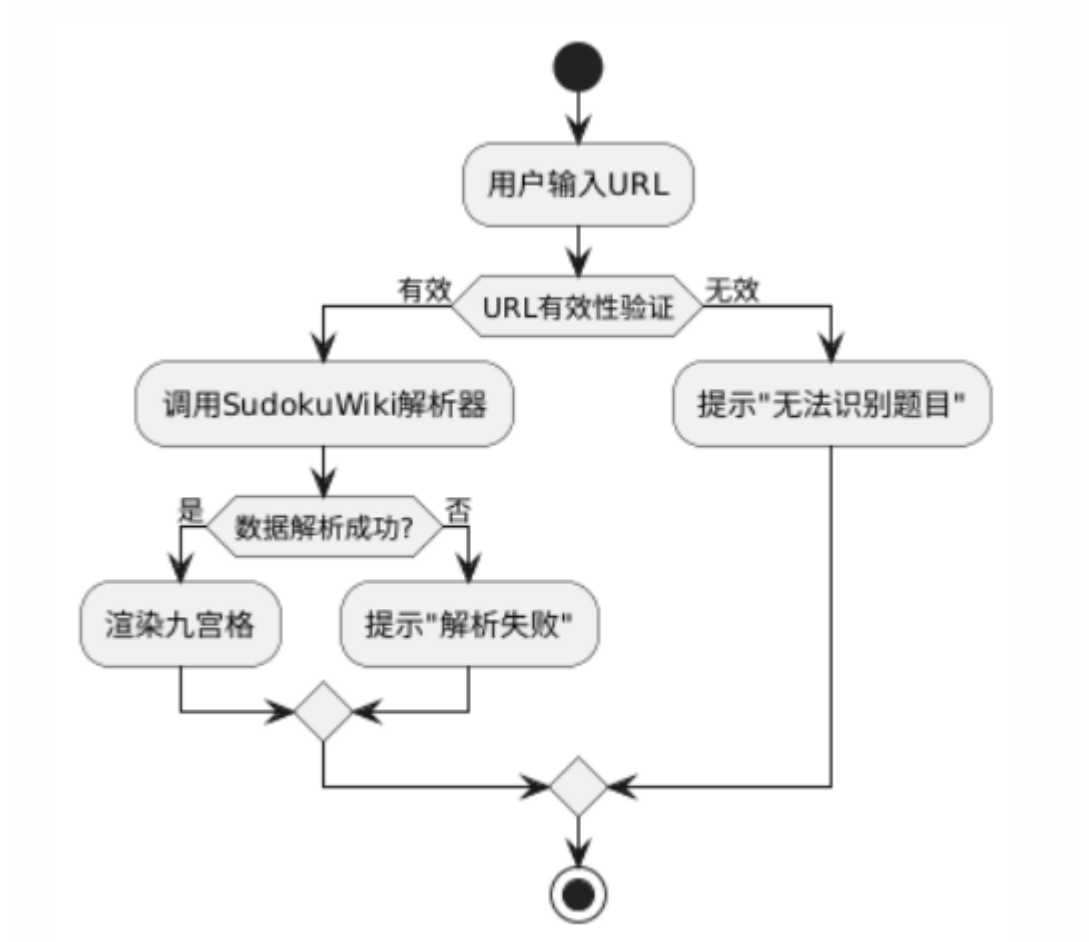 用户输入URL
有效
URL有效性验证
无效
调用SudokuWiki解析器
提示"无法识别题目"
是
数据解析成功?
否
渲染九宫格
提示"解析失败"